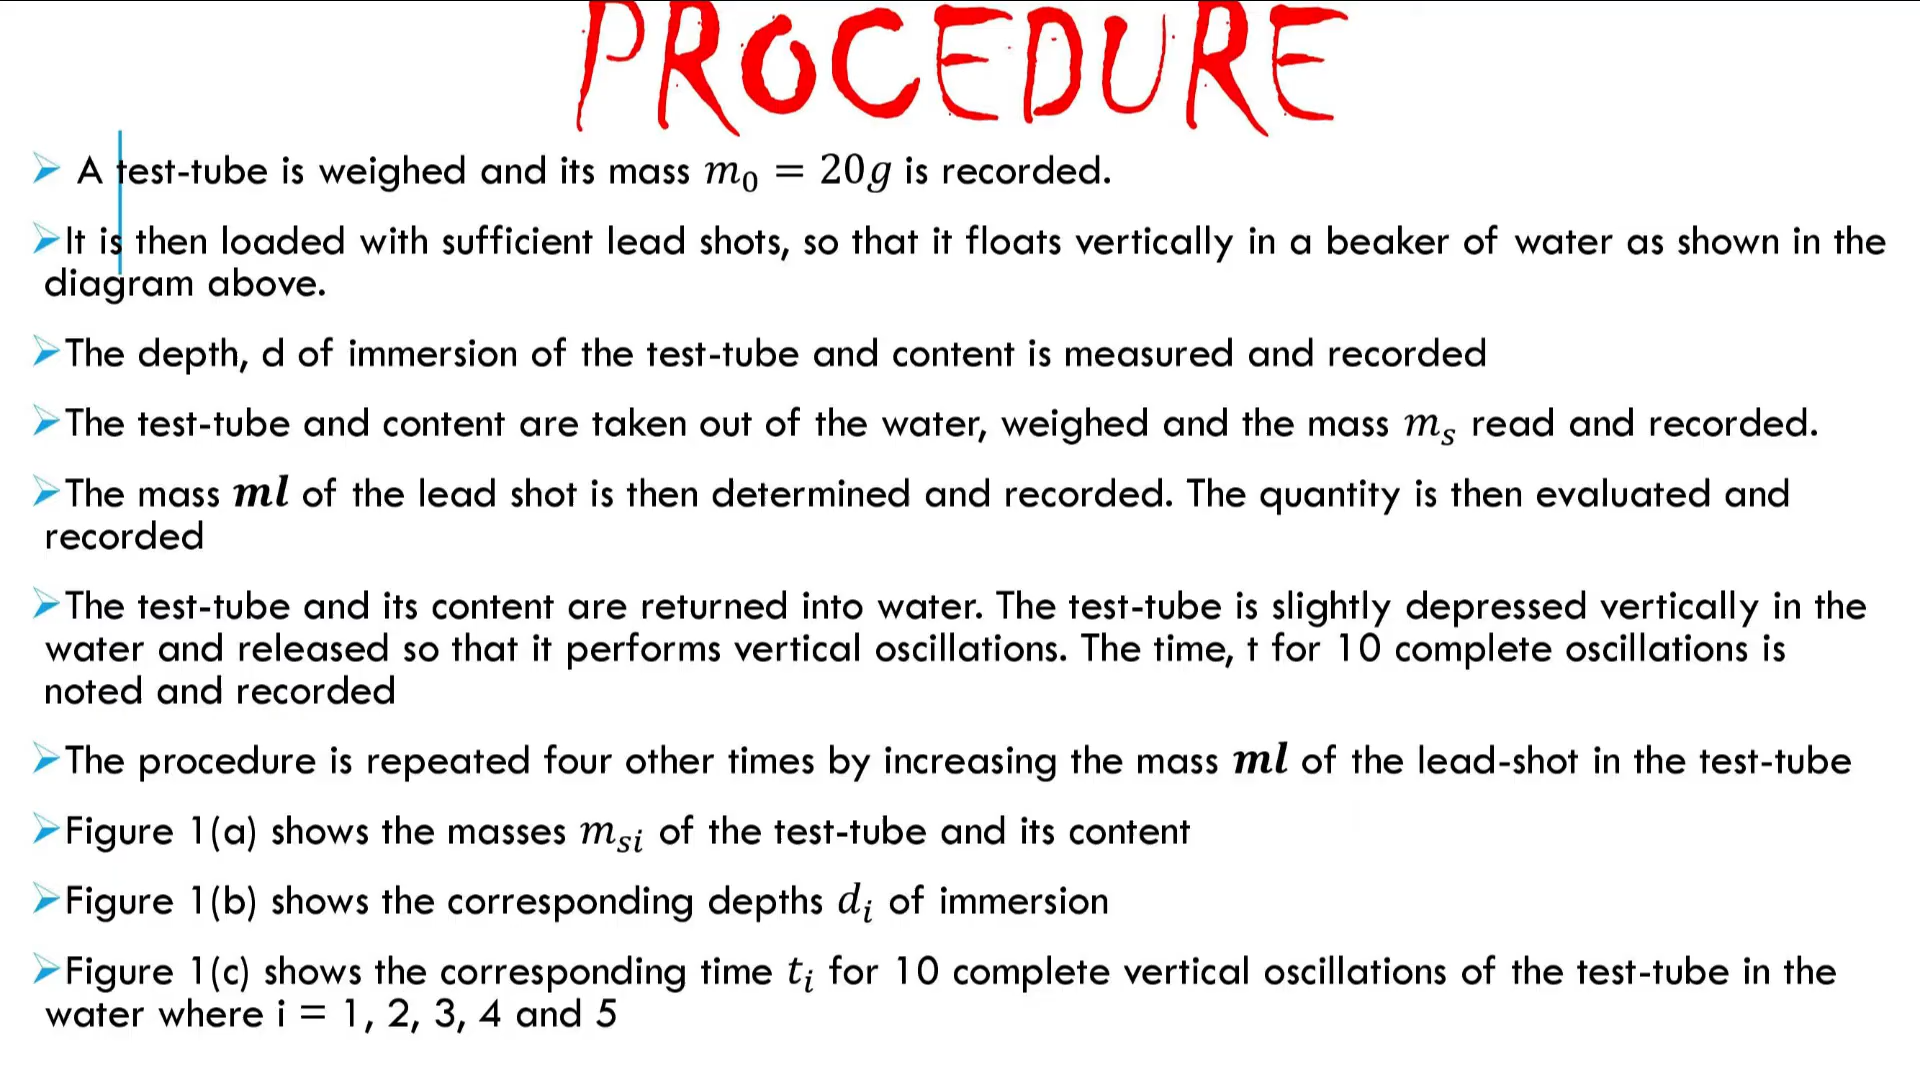 PROCEDURE
➢ A test-tube is weighed and its mass m₀ = 20g is recorded.
➢It is then loaded with sufficient lead shots, so that it floats vertically in a beaker of water as shown in the
diagram above.
➢The depth, d of immersion of the test-tube and content is measured and recorded
➢The test-tube and content are taken out of the water, weighed and the mass mₛ read and recorded.
➢The mass ml of the lead shot is then determined and recorded. The quantity is then evaluated and
recorded
➢The test-tube and its content are returned into water. The test-tube is slightly depressed vertically in the
water and released so that it performs vertical oscillations. The time, t for 10 complete oscillations is
noted and recorded
➢The procedure is repeated four other times by increasing the mass ml of the lead-shot in the test-tube
➢Figure 1(a) shows the masses mₛᵢ of the test-tube and its content
➢Figure 1(b) shows the corresponding depths dᵢ of immersion
➢Figure 1(c) shows the corresponding time tᵢ for 10 complete vertical oscillations of the test-tube in the
water where i = 1, 2, 3, 4 and 5